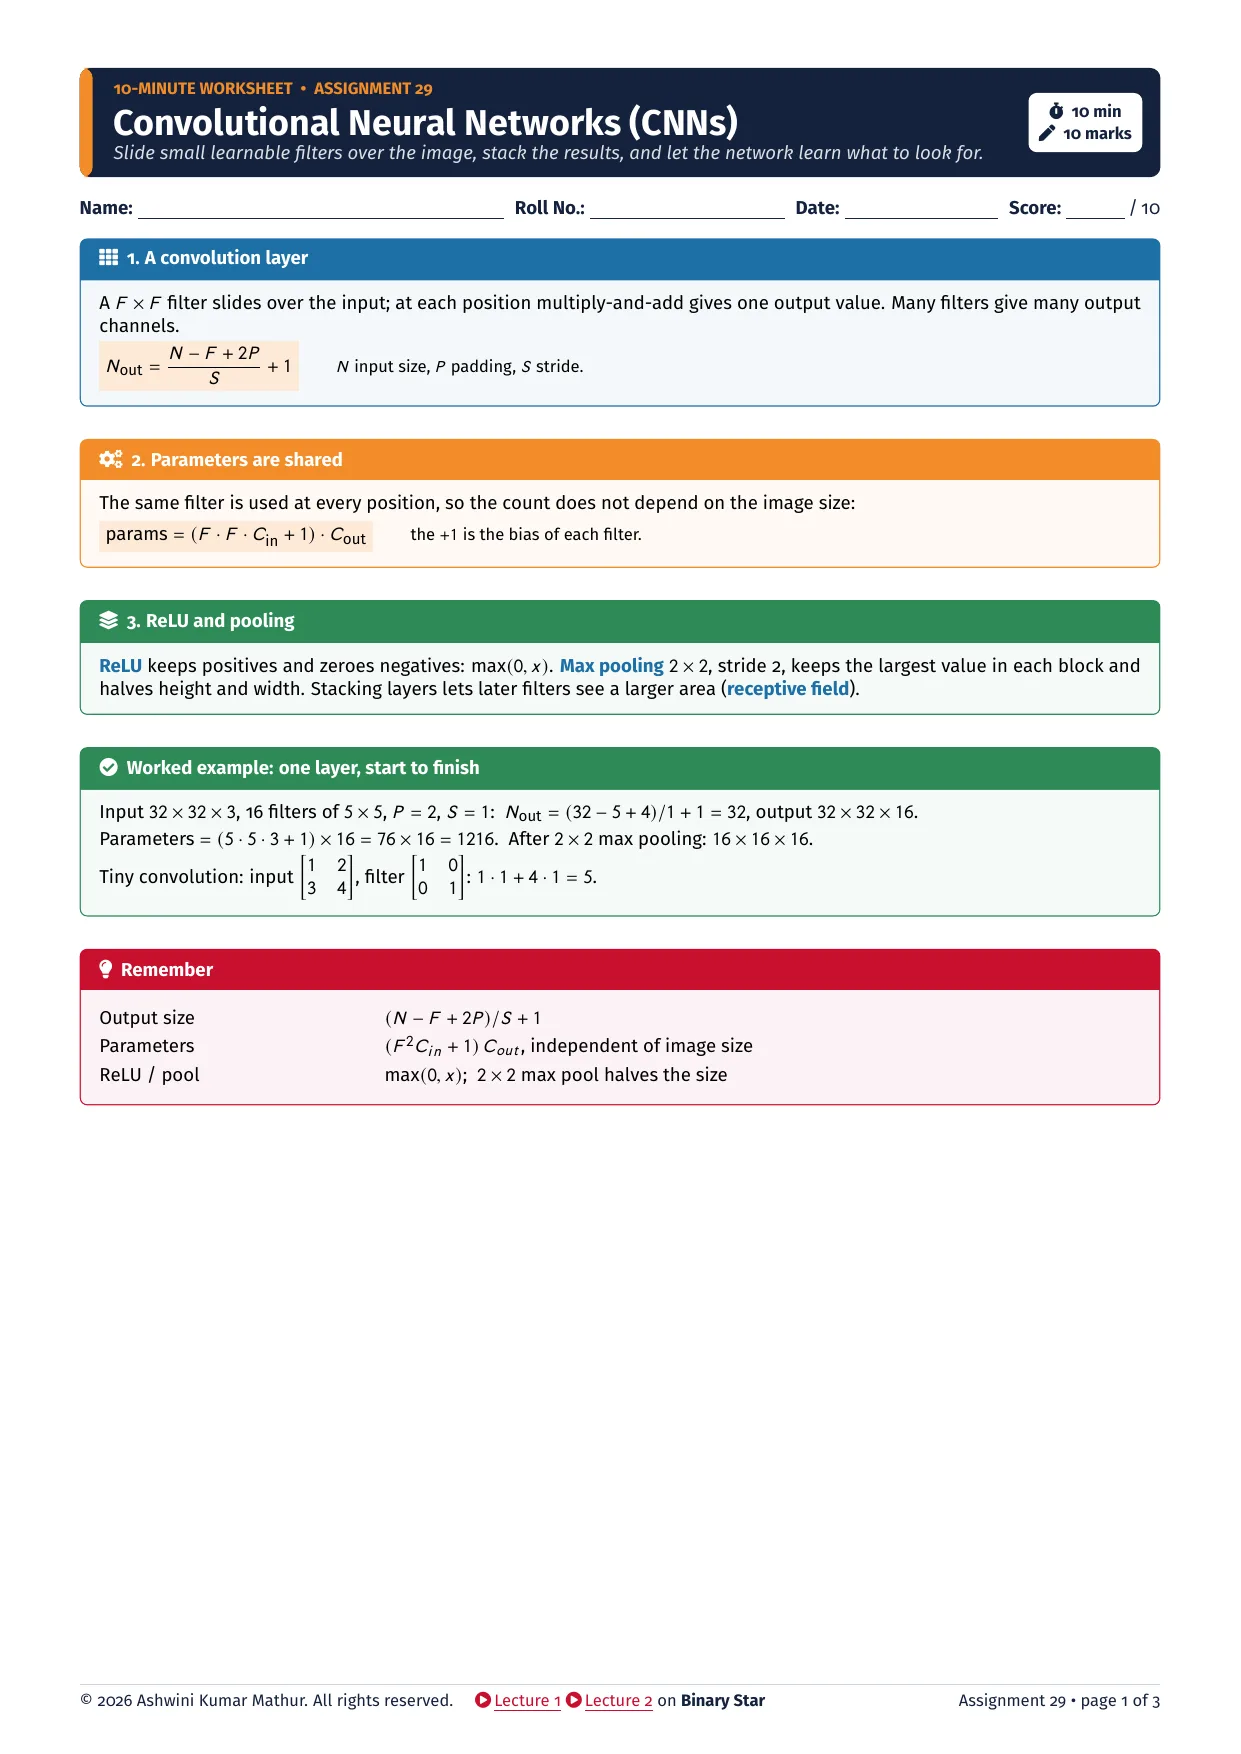 10-MINUTE WORKSHEET • ASSIGNMENT 29
Convolutional Neural Networks (CNNs)
Slide small learnable filters over the image, stack the results, and let the network learn what to look for.
10 min
10 marks
Name: Roll No.: Date: Score: / 10
1. A convolution layer
A F × F filter slides over the input; at each position multiply-and-add gives one output value. Many filters give many output
channels.
N_out = (N − F + 2P)/S + 1    N input size, P padding, S stride.
2. Parameters are shared
The same filter is used at every position, so the count does not depend on the image size:
params = (F · F · C_in + 1) · C_out    the +1 is the bias of each filter.
3. ReLU and pooling
ReLU keeps positives and zeroes negatives: max(0, x). Max pooling 2 × 2, stride 2, keeps the largest value in each block and
halves height and width. Stacking layers lets later filters see a larger area (receptive field).
Worked example: one layer, start to finish
Input 32 × 32 × 3, 16 filters of 5 × 5, P = 2, S = 1: N_out = (32 − 5 + 4)/1 + 1 = 32, output 32 × 32 × 16.
Parameters = (5 · 5 · 3 + 1) × 16 = 76 × 16 = 1216. After 2 × 2 max pooling: 16 × 16 × 16.
Tiny convolution: input [1 2; 3 4], filter [1 0; 0 1]: 1 · 1 + 4 · 1 = 5.
Remember
Output size (N − F + 2P)/S + 1
Parameters (F²C_in + 1) C_out, independent of image size
ReLU / pool max(0, x); 2 × 2 max pool halves the size
© 2026 Ashwini Kumar Mathur. All rights reserved. Lecture 1 Lecture 2 on Binary Star Assignment 29 • page 1 of 3